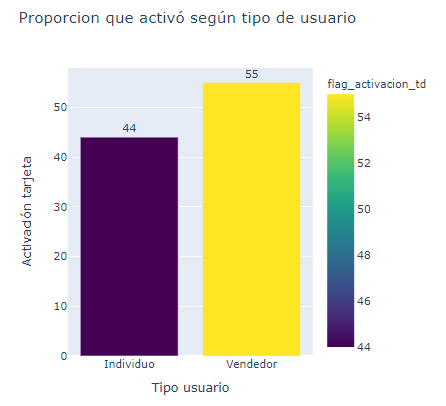 Proporcion que activó según tipo de usuario
flag_activacion_td
Activación tarjeta
50
40
30
20
10
0
44
55
Individuo
Vendedor
Tipo usuario
54
52
50
48
46
44